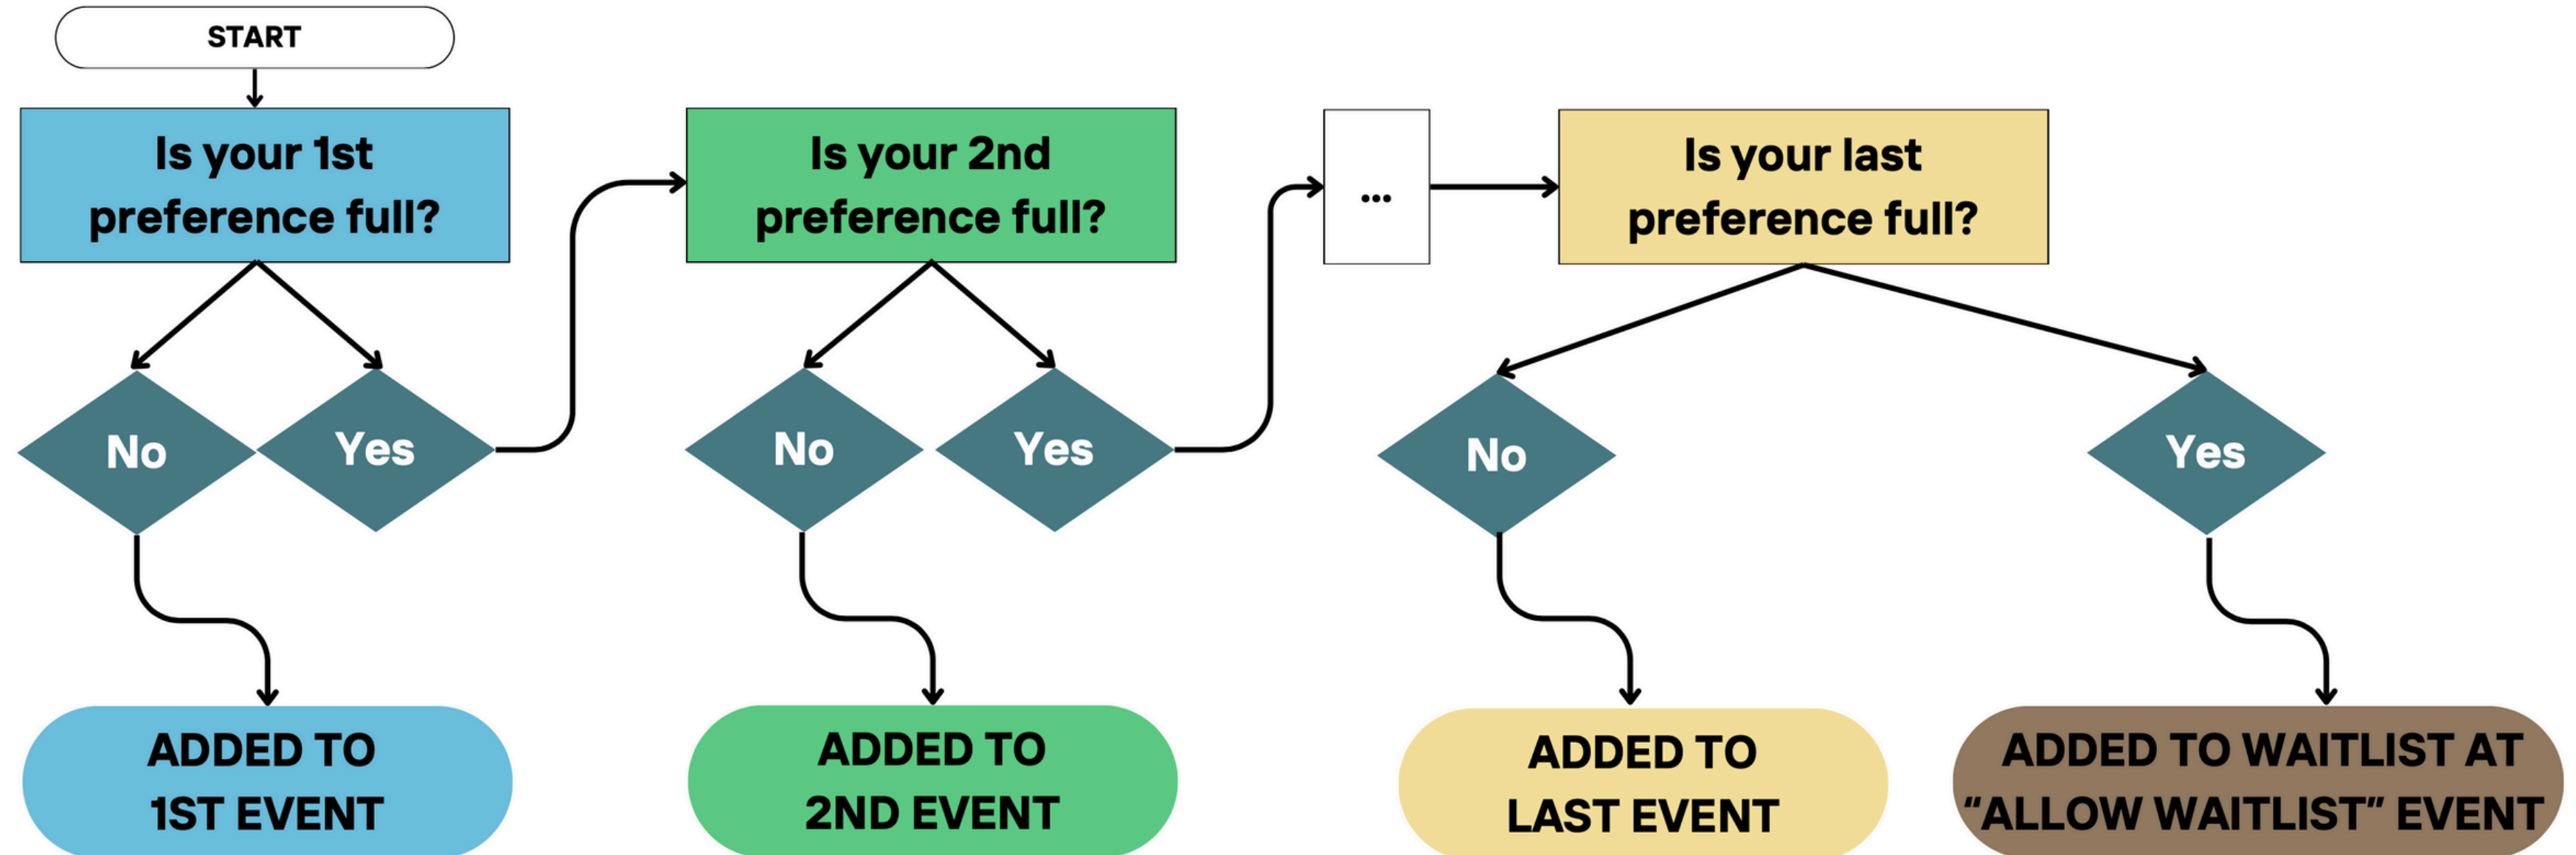 START
Is your 1st
preference full?
Is your 2nd
preference full?
...
Is your last
preference full?
No
Yes
No
Yes
No
Yes
ADDED TO
1ST EVENT
ADDED TO
2ND EVENT
ADDED TO
LAST EVENT
ADDED TO WAITLIST AT
“ALLOW WAITLIST” EVENT